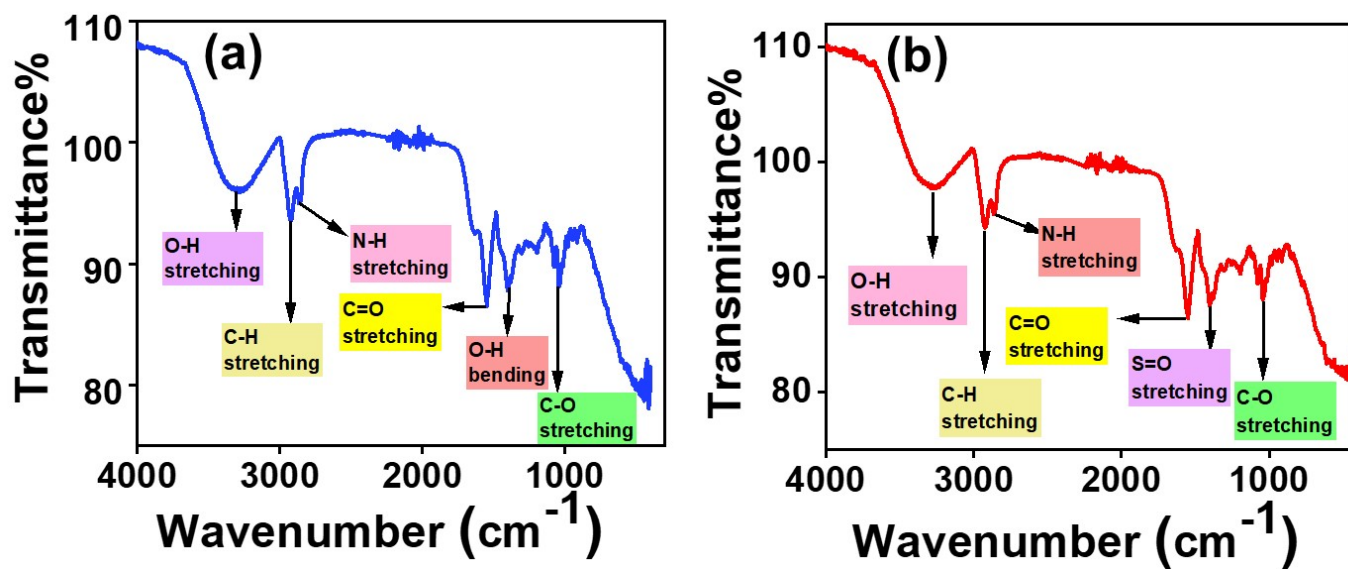 (a)
Transmittance%
110
100
90
80
O-H
stretching
C-H
stretching
N-H
stretching
C=O
stretching
O-H
bending
C-O
stretching
4000 3000 2000 1000
Wavenumber (cm-1)
(b)
Transmittance%
110
100
90
80
O-H
stretching
C-H
stretching
N-H
stretching
C=O
stretching
S=O
stretching
C-O
stretching
4000 3000 2000 1000
Wavenumber (cm-1)